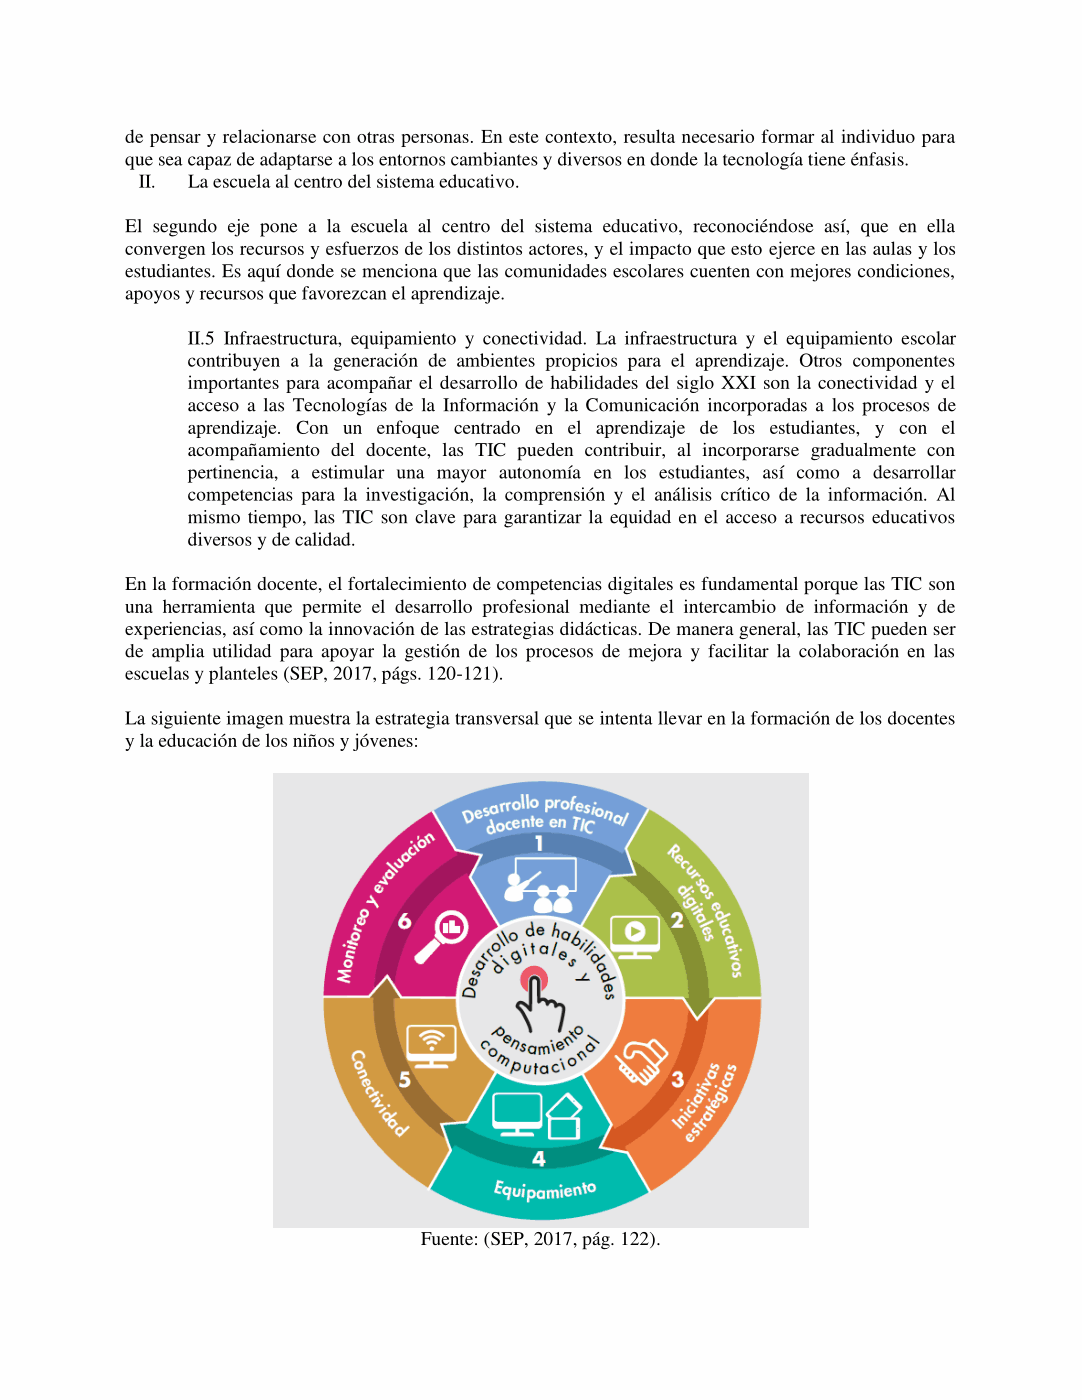 de pensar y relacionarse con otras personas. En este contexto, resulta necesario formar al individuo para
que sea capaz de adaptarse a los entornos cambiantes y diversos en donde la tecnología tiene énfasis.
II. La escuela al centro del sistema educativo.
El segundo eje pone a la escuela al centro del sistema educativo, reconociéndose así, que en ella
convergen los recursos y esfuerzos de los distintos actores, y el impacto que esto ejerce en las aulas y los
estudiantes. Es aquí donde se menciona que las comunidades escolares cuenten con mejores condiciones,
apoyos y recursos que favorezcan el aprendizaje.
II.5 Infraestructura, equipamiento y conectividad. La infraestructura y el equipamiento escolar
contribuyen a la generación de ambientes propicios para el aprendizaje. Otros componentes
importantes para acompañar el desarrollo de habilidades del siglo XXI son la conectividad y el
acceso a las Tecnologías de la Información y la Comunicación incorporadas a los procesos de
aprendizaje. Con un enfoque centrado en el aprendizaje de los estudiantes, y con el
acompañamiento del docente, las TIC pueden contribuir, al incorporarse gradualmente con
pertinencia, a estimular una mayor autonomía en los estudiantes, así como a desarrollar
competencias para la investigación, la comprensión y el análisis crítico de la información. Al
mismo tiempo, las TIC son clave para garantizar la equidad en el acceso a recursos educativos
diversos y de calidad.
En la formación docente, el fortalecimiento de competencias digitales es fundamental porque las TIC son
una herramienta que permite el desarrollo profesional mediante el intercambio de información y de
experiencias, así como la innovación de las estrategias didácticas. De manera general, las TIC pueden ser
de amplia utilidad para apoyar la gestión de los procesos de mejora y facilitar la colaboración en las
escuelas y planteles (SEP, 2017, págs. 120-121).
La siguiente imagen muestra la estrategia transversal que se intenta llevar en la formación de los docentes
y la educación de los niños y jóvenes:
Desarrollo profesional
docente en TIC
1
Recursos educativos
digitales
2
Iniciativas
estratégicas
3
4
Equipamiento
5
Conectividad
6
Monitoreo y evaluación
Desarrollo de habilidades
digitales y
pensamiento
computacional
Fuente: (SEP, 2017, pág. 122).